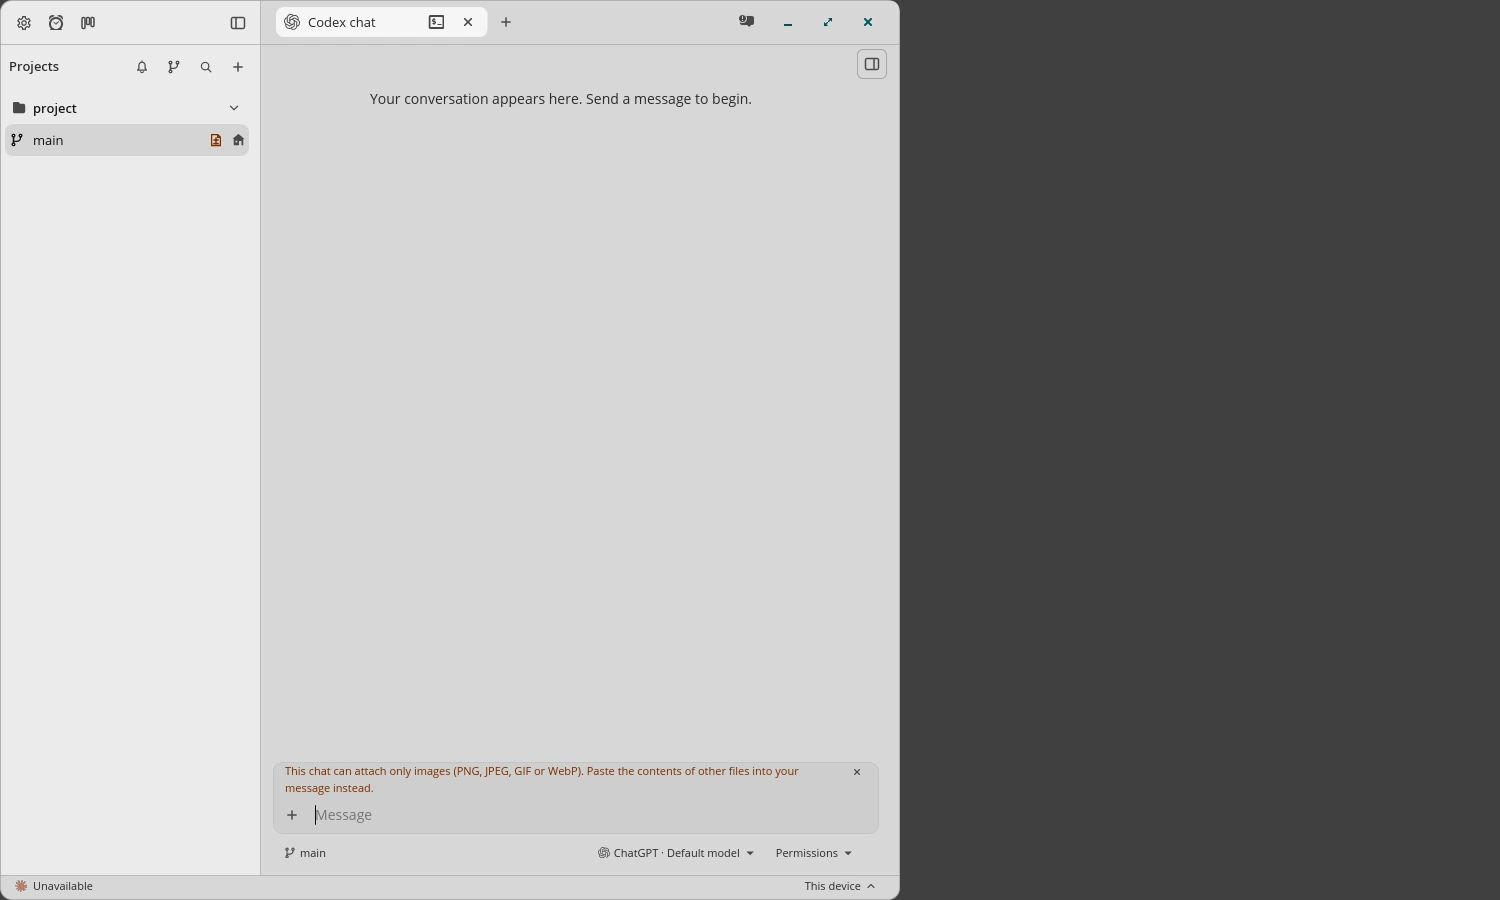 Codex chat
Projects
project
main
Your conversation appears here. Send a message to begin.
This chat can attach only images (PNG, JPEG, GIF or WebP). Paste the contents of other files into your
message instead.
Message
main
ChatGPT · Default model
Permissions
Unavailable
This device